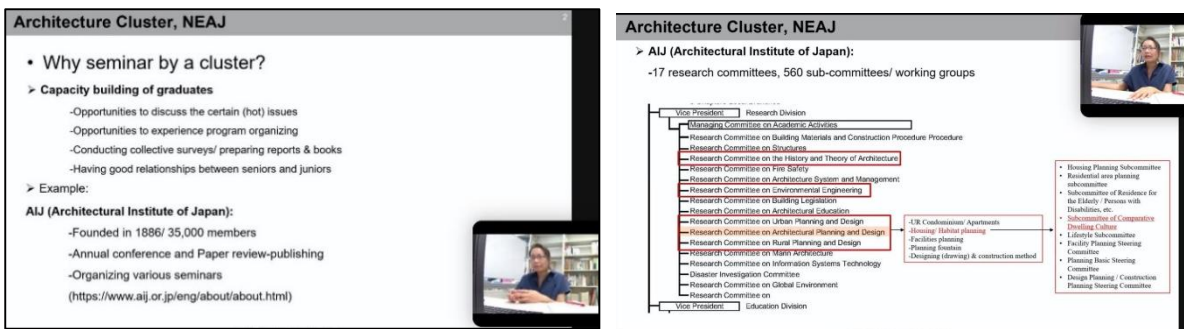 Architecture Cluster, NEAJ
2
• Why seminar by a cluster?
➢ Capacity building of graduates
-Opportunities to discuss the certain (hot) issues
-Opportunities to experience program organizing
-Conducting collective surveys/ preparing reports & books
-Having good relationships between seniors and juniors
➢ Example:
AIJ (Architectural Institute of Japan):
-Founded in 1886/ 35,000 members
-Annual conference and Paper review-publishing
-Organizing various seminars
(https://www.aij.or.jp/eng/about/about.html)
Architecture Cluster, NEAJ
➢ AIJ (Architectural Institute of Japan):
-17 research committees, 560 sub-committees/ working groups
Vice President Research Division
Managing Committee on Academic Activities
Research Committee on Building Materials and Construction Procedure Procedure
Research Committee on Structures
Research Committee on the History and Theory of Architecture
Research Committee on Fire Safety
Research Committee on Architecture System and Management
Research Committee on Environmental Engineering
Research Committee on Building Legislation
Research Committee on Architectural Education
Research Committee on Urban Planning and Design
Research Committee on Architectural Planning and Design
Research Committee on Rural Planning and Design
Research Committee on Architecture
Research Committee on Information Systems Technology
Disaster Investigation Committee
Research Committee on Global Environment
Research Committee on
Vice President Education Division
-UR Condominium/ Apartments
-Housing/ Habitat planning
-Facilities planning
-Planning fountain
-Designing (drowing) & construction method
• Housing Planning Subcommittee
• Residential area planning
subcommittee
• Subcommittee of Residence for
the Elderly / Persons with
Disabilities, etc.
• Subcommittee of Comparative
Dwelling Culture
• Lifestyle Subcommittee
• Facility Planning Steering
Committee
• Planning Basic Steering
Committee
• Design Planning / Construction
Planning Steering Committee